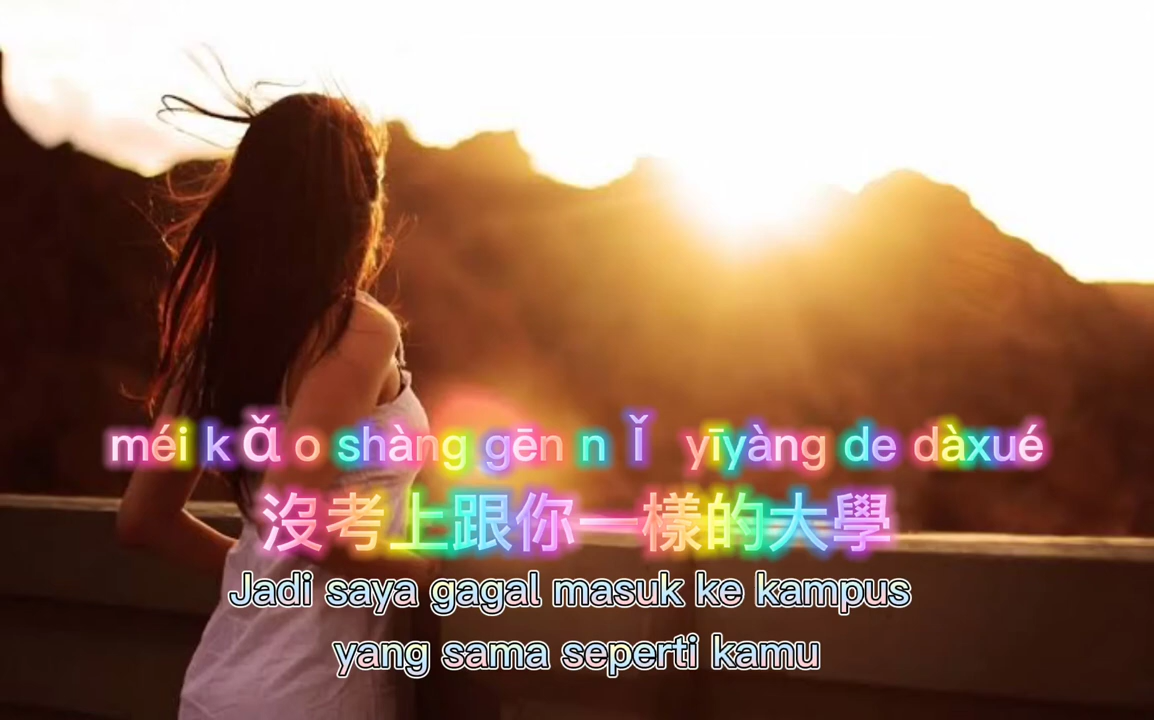 méi kǎo shàng gēn nǐ yīyàng de dàxué
沒考上跟你一樣的大學
Jadi saya gagal masuk ke kampus
yang sama seperti kamu